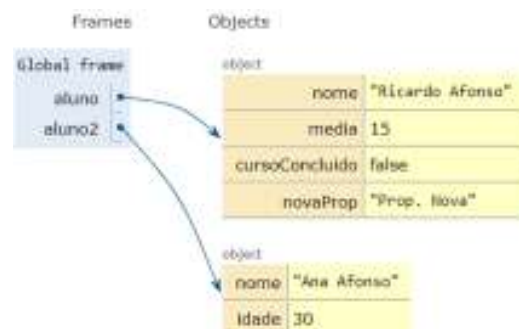 Frames Objects
Global frame
aluno
aluno2
object
nome "Ricardo Afonso"
media 15
cursoConcluido false
novaProp "Prop. Nova"
object
nome "Ana Afonso"
idade 30